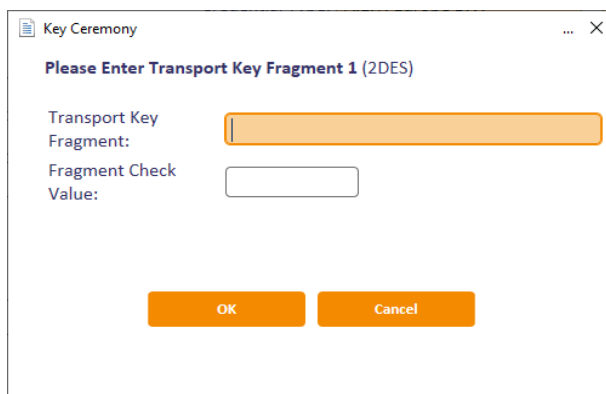 Key Ceremony ... ×
Please Enter Transport Key Fragment 1 (2DES)
Transport Key
Fragment:
Fragment Check
Value:
OK Cancel